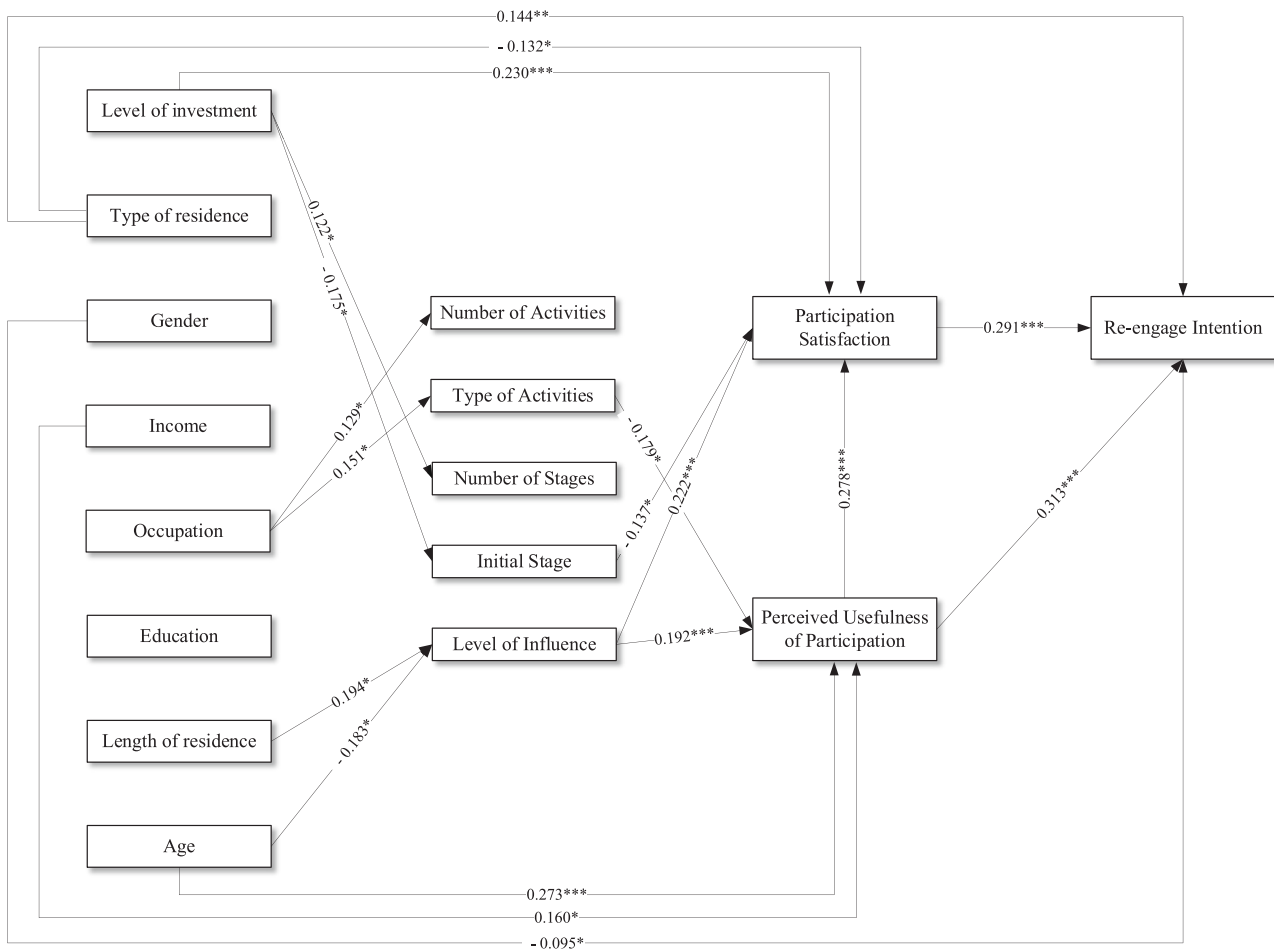 0.144**
- 0.132*
0.230***
Level of investment
Type of residence
Gender
Income
Occupation
Education
Length of residence
Age
0.122*
- 0.175*
0.129*
0.151*
0.194*
- 0.183*
Number of Activities
Type of Activities
Number of Stages
Initial Stage
Level of Influence
- 0.179*
- 0.137*
0.222***
0.192***
Participation
Satisfaction
0.278***
Perceived Usefulness
of Participation
0.291***
0.313***
Re-engage Intention
0.273***
0.160*
- 0.095*